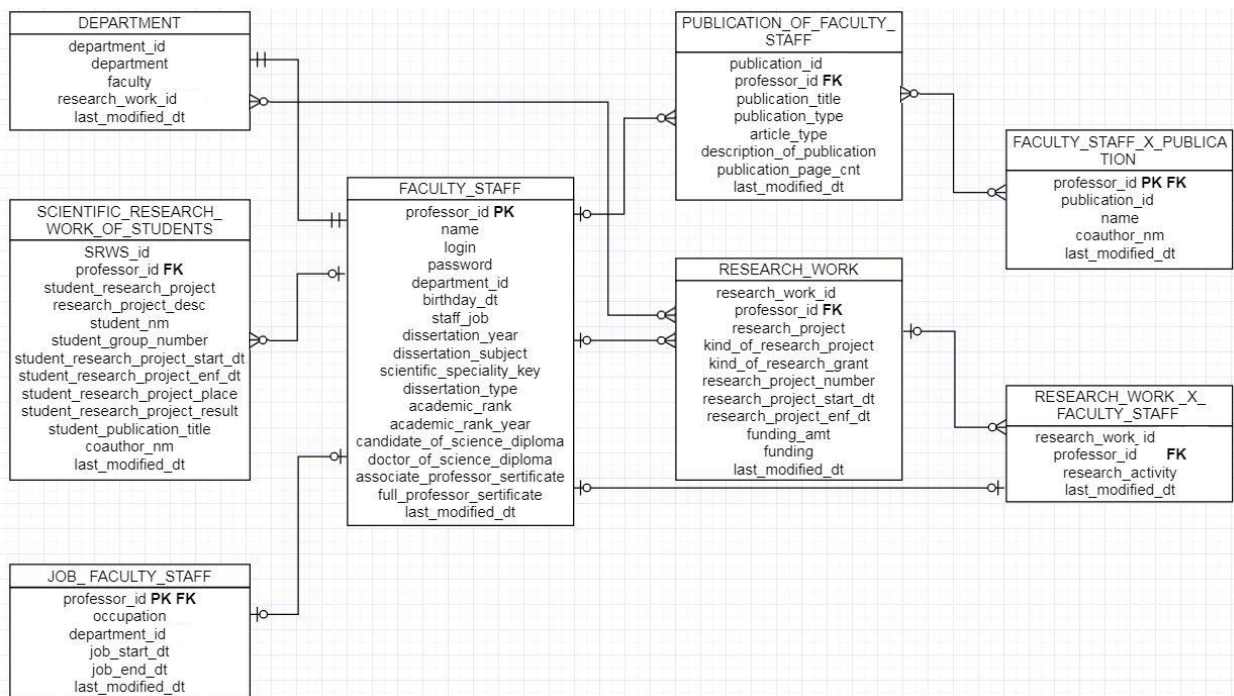 DEPARTMENT
department_id
department
faculty
research_work_id
last_modified_dt
SCIENTIFIC_RESEARCH_
WORK_OF_STUDENTS
SRWS_id
professor_id FK
student_research_project
research_project_desc
student_nm
student_group_number
student_research_project_start_dt
student_research_project_enf_dt
student_research_project_place
student_research_project_result
student_publication_title
coauthor_nm
last_modified_dt
JOB_ FACULTY_STAFF
professor_id PK FK
occupation
department_id
job_start_dt
job_end_dt
last_modified_dt
FACULTY_STAFF
professor_id PK
name
login
password
department_id
birthday_dt
staff_job
dissertation_year
dissertation_subject
scientific_speciality_key
dissertation_type
academic_rank
academic_rank_year
candidate_of_science_diploma
doctor_of_science_diploma
associate_professor_sertificate
full_professor_sertificate
last_modified_dt
PUBLICATION_OF_FACULTY_
STAFF
publication_id
professor_id FK
publication_title
publication_type
article_type
description_of_publication
publication_page_cnt
last_modified_dt
RESEARCH_WORK
research_work_id
professor_id FK
research_project
kind_of_research_project
kind_of_research_grant
research_project_number
research_project_start_dt
research_project_enf_dt
funding_amt
funding
last_modified_dt
FACULTY_STAFF_X_PUBLICA
TION
professor_id PK FK
publication_id
name
coauthor_nm
last_modified_dt
RESEARCH_WORK _X_
FACULTY_STAFF
research_work_id
professor_id FK
research_activity
last_modified_dt